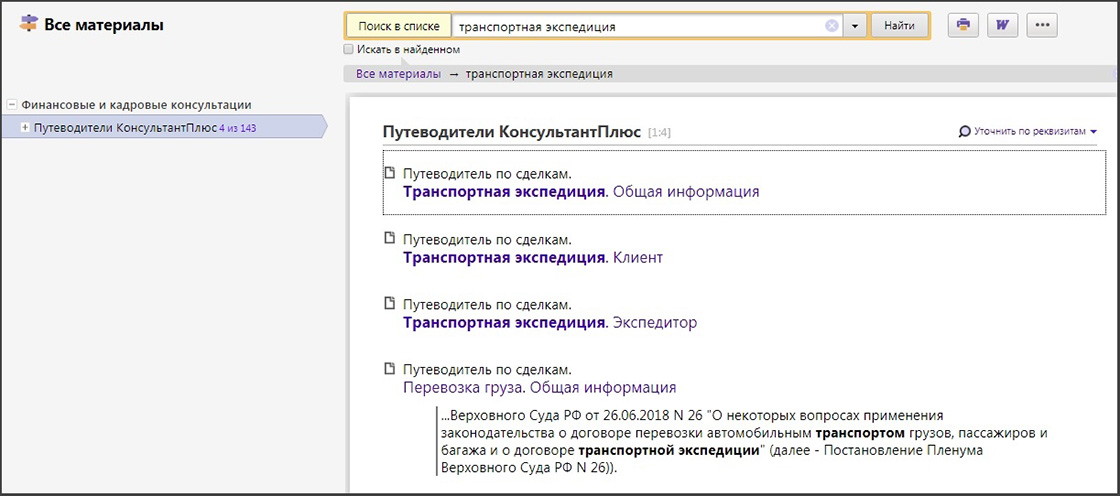 Все материалы
Поиск в списке
транспортная экспедиция
Найти
W
Искать в найденном
Все материалы → транспортная экспедиция
Финансовые и кадровые консультации
Путеводители КонсультантПлюс 4 из 143
Путеводители КонсультантПлюс [1:4]
Уточнить по реквизитам
Путеводитель по сделкам.
Транспортная экспедиция. Общая информация
Путеводитель по сделкам.
Транспортная экспедиция. Клиент
Путеводитель по сделкам.
Транспортная экспедиция. Экспедитор
Путеводитель по сделкам.
Перевозка груза. Общая информация
...Верховного Суда РФ от 26.06.2018 N 26 "О некоторых вопросах применения
законодательства о договоре перевозки автомобильным транспортом грузов, пассажиров и
багажа и о договоре транспортной экспедиции" (далее - Постановление Пленума
Верховного Суда РФ N 26)).